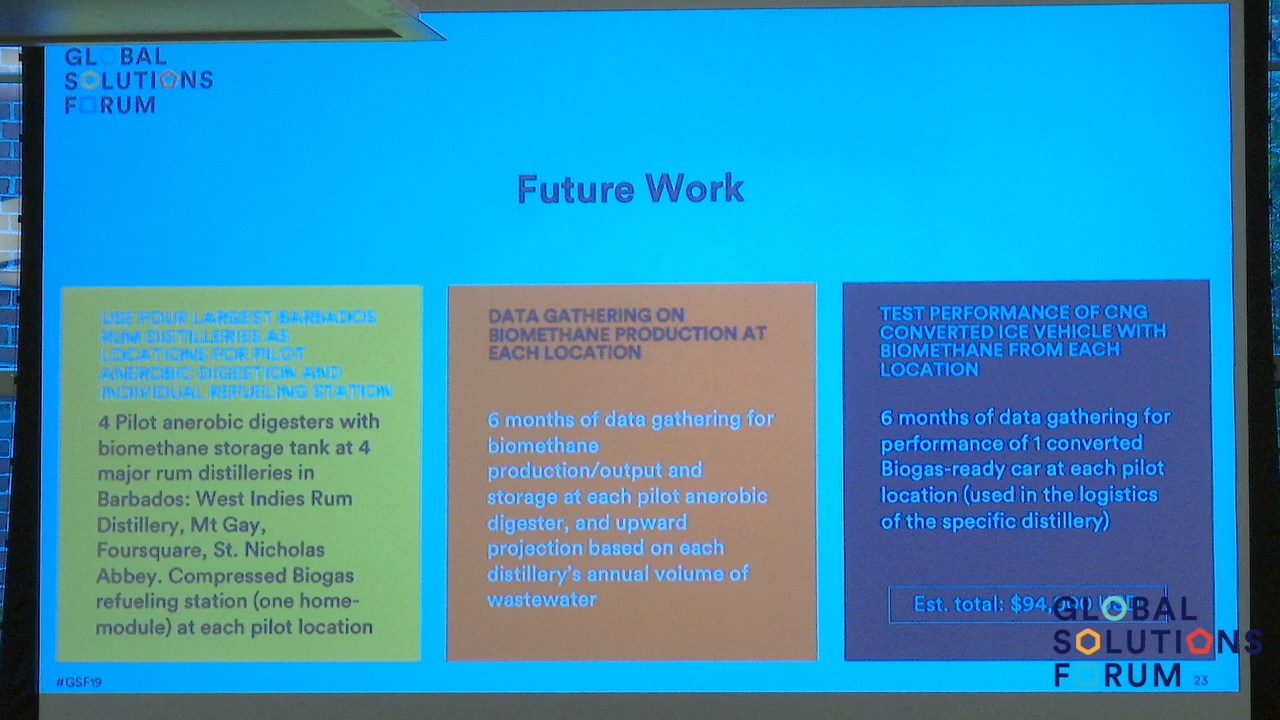 GLOBAL
SOLUTIONS
FORUM
Future Work
USE FOUR LARGEST BARBADOS
RUM DISTILLERIES AS
LOCATIONS FOR PILOT
ANEROBIC DIGESTION AND
INDIVIDUAL REFUELING STATION
4 Pilot anerobic digesters with
biomethane storage tank at 4
major rum distilleries in
Barbados: West Indies Rum
Distillery, Mt Gay,
Foursquare, St. Nicholas
Abbey. Compressed Biogas
refueling station (one home-
module) at each pilot location
DATA GATHERING ON
BIOMETHANE PRODUCTION AT
EACH LOCATION
6 months of data gathering for
biomethane
production/output and
storage at each pilot anerobic
digester, and upward
projection based on each
distillery's annual volume of
wastewater
TEST PERFORMANCE OF CNG
CONVERTED ICE VEHICLE WITH
BIOMETHANE FROM EACH
LOCATION
6 months of data gathering for
performance of 1 converted
Biogas-ready car at each pilot
location (used in the logistics
of the specific distillery)
Est. total:
GLOBAL
SOLUTIONS
FORUM
#GSF19
23